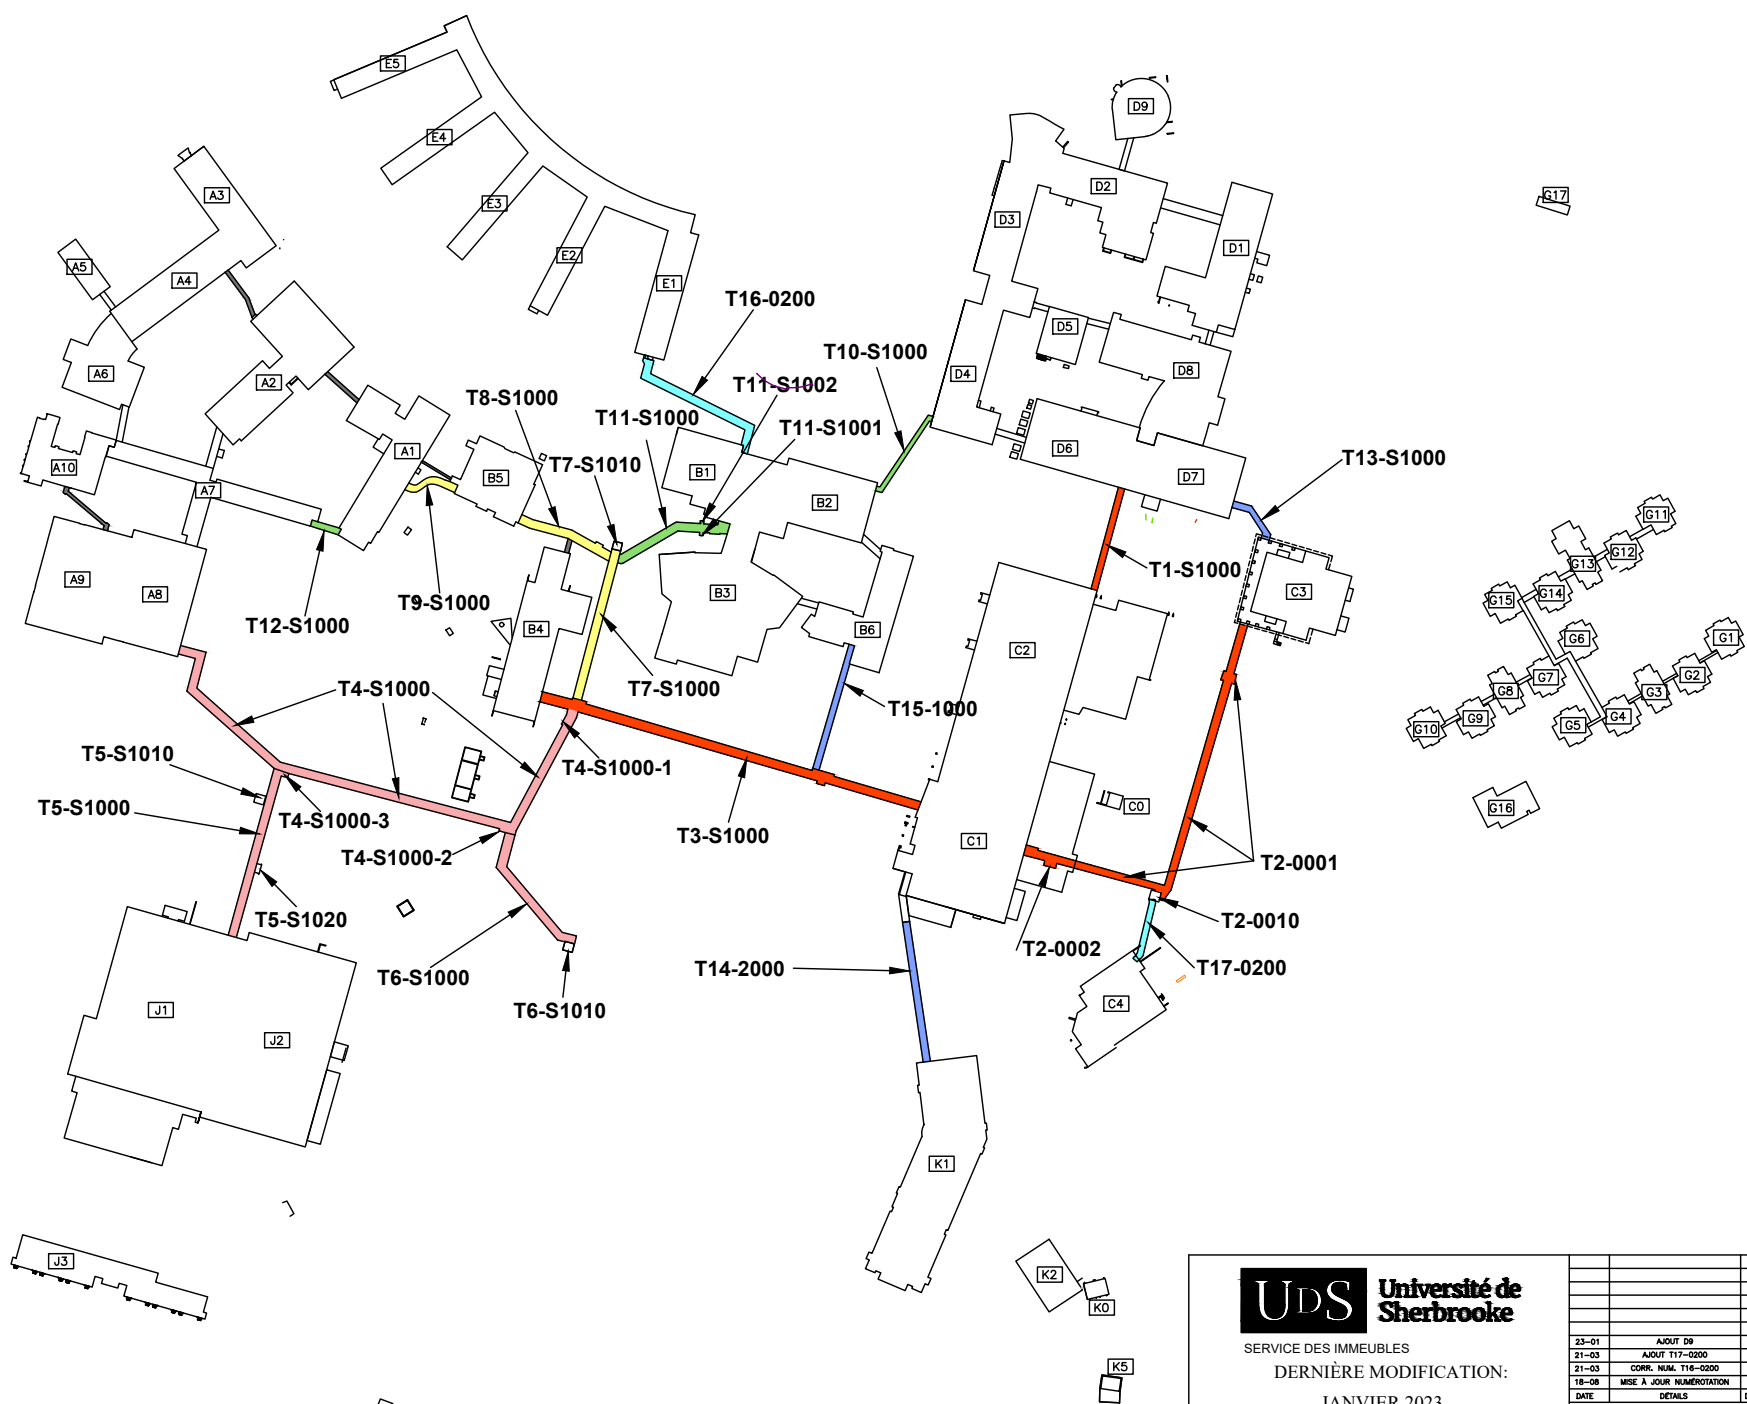 E5
D9
E4
A3
D2
G17
E3
D3
D1
E2
A5
A4
E1
T16-0200
D5
T10-S1000
D8
A6
A2
D4
T11-S1002
T8-S1000
T11-S1000
T11-S1001
A1
D6
T13-S1000
T7-S1010
A10
B1
D7
B5
A7
B2
G11
G12
G13
T1-S1000
A9
A8
C3
G14
G15
T9-S1000
B3
T12-S1000
B4
B6
G6
G1
C2
G2
T4-S1000
T7-S1000
G7
G8
G3
T15-1000
G9
G4
G10
G5
T5-S1010
T4-S1000-1
T5-S1000
C0
G16
T4-S1000-3
T3-S1000
C1
T4-S1000-2
T2-0001
T5-S1020
T2-0010
T2-0002
T6-S1000
T14-2000
T17-0200
C4
T6-S1010
J1
J2
K1
J3
K2
K0
K5
UDS
Université de
Sherbrooke
SERVICE DES IMMEUBLES
DERNIÈRE MODIFICATION:
JANVIER 2023
23-01 AJOUT D9
21-03 AJOUT T17-0200
21-03 CORR. NUM. T16-0200
18-08 MISE À JOUR NUMÉROTATION
DATE DÉTAILS